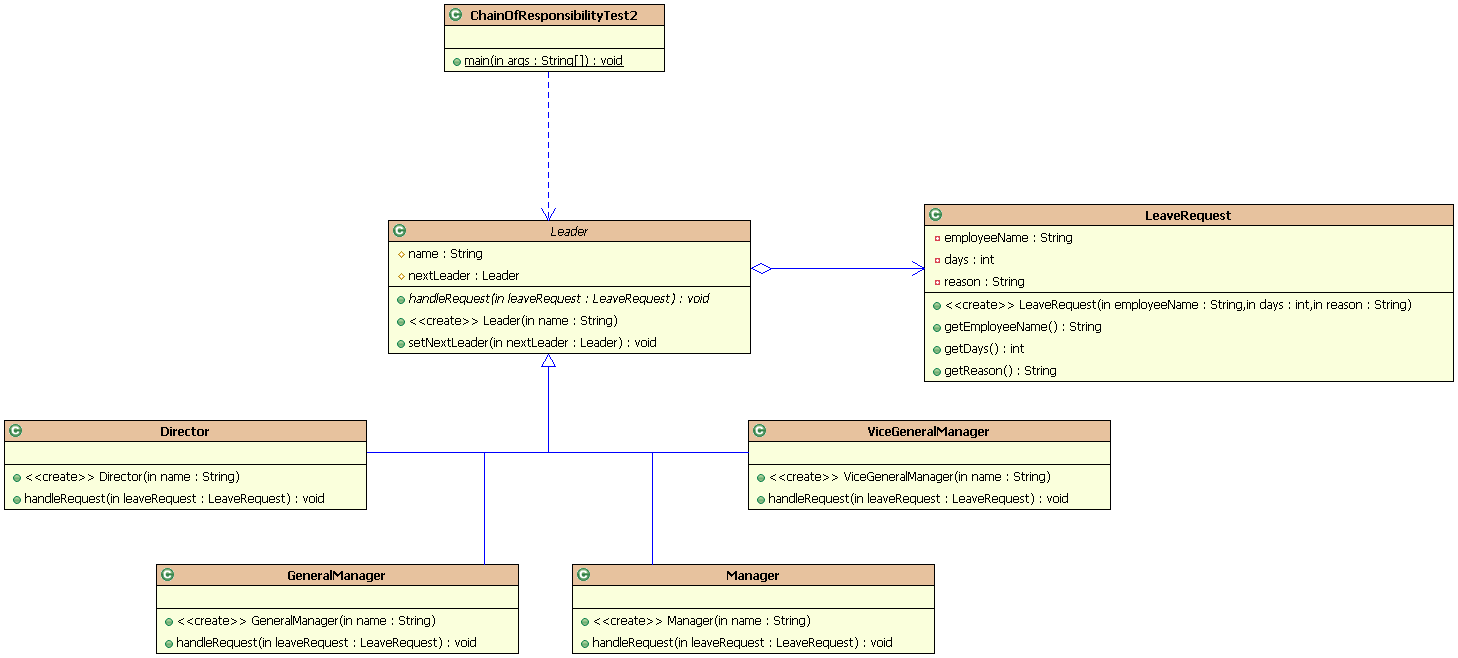 ChainOfResponsibilityTest2
main(in args : String[]) : void
Leader
name : String
nextLeader : Leader
handleRequest(in leaveRequest : LeaveRequest) : void
<<create>> Leader(in name : String)
setNextLeader(in nextLeader : Leader) : void
LeaveRequest
employeeName : String
days : int
reason : String
<<create>> LeaveRequest(in employeeName : String,in days : int,in reason : String)
getEmployeeName() : String
getDays() : int
getReason() : String
Director
<<create>> Director(in name : String)
handleRequest(in leaveRequest : LeaveRequest) : void
ViceGeneralManager
<<create>> ViceGeneralManager(in name : String)
handleRequest(in leaveRequest : LeaveRequest) : void
GeneralManager
<<create>> GeneralManager(in name : String)
handleRequest(in leaveRequest : LeaveRequest) : void
Manager
<<create>> Manager(in name : String)
handleRequest(in leaveRequest : LeaveRequest) : void